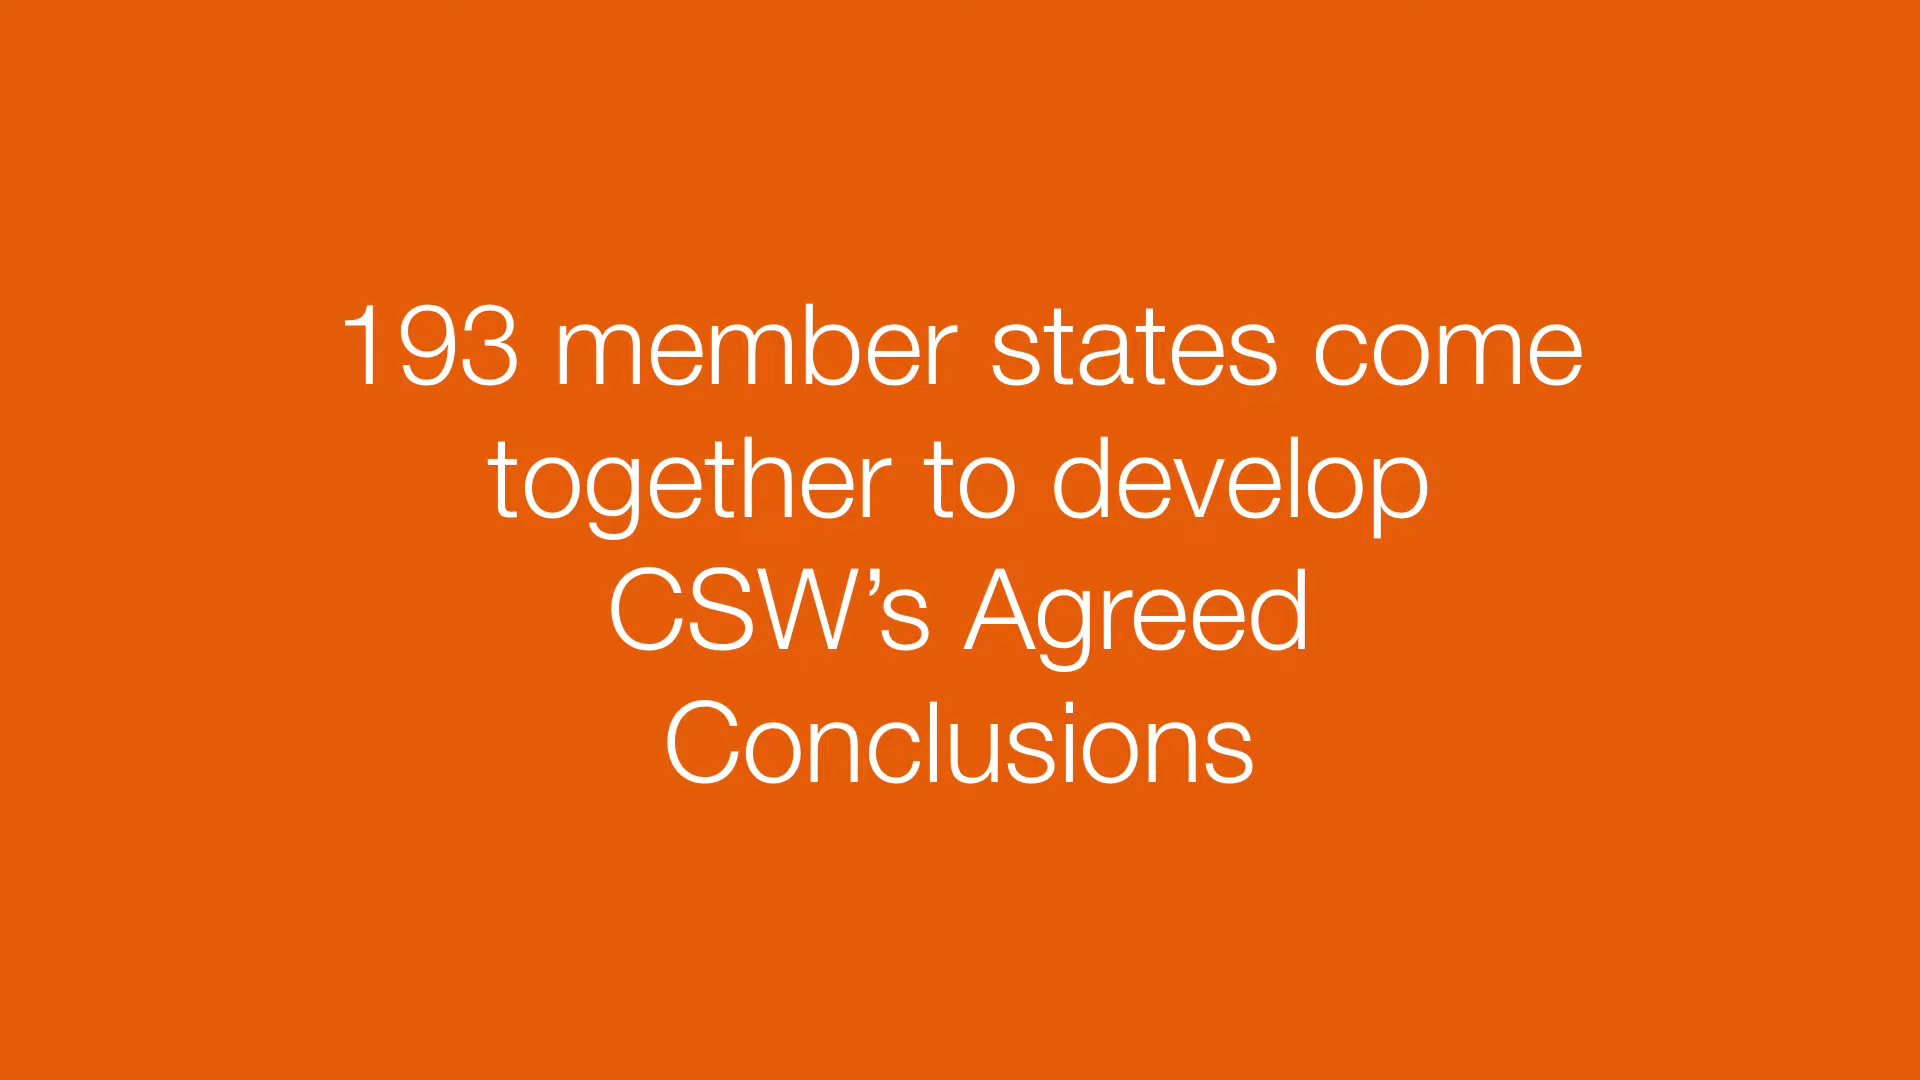 193 member states come
together to develop
CSW’s Agreed
Conclusions